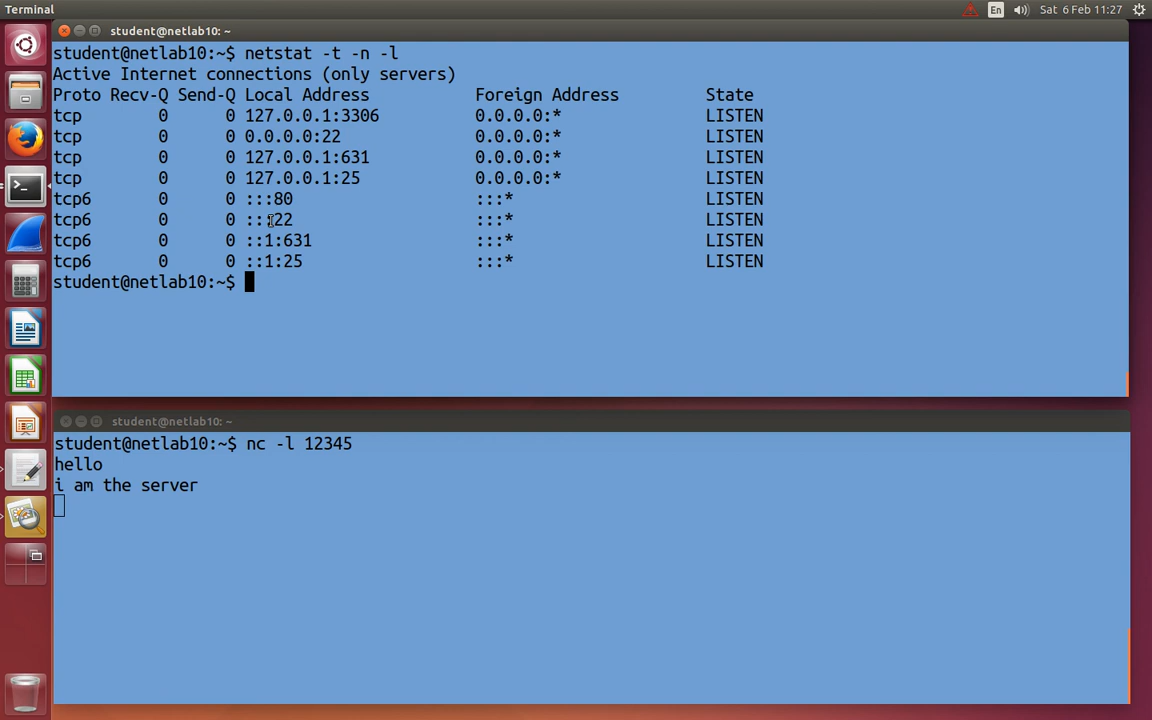 Terminal
En
Sat 6 Feb 11:27
student@netlab10: ~
student@netlab10:~$ netstat -t -n -l
Active Internet connections (only servers)
Proto Recv-Q Send-Q Local Address           Foreign Address         State
tcp        0      0 127.0.0.1:3306          0.0.0.0:*               LISTEN
tcp        0      0 0.0.0.0:22              0.0.0.0:*               LISTEN
tcp        0      0 127.0.0.1:631           0.0.0.0:*               LISTEN
tcp        0      0 127.0.0.1:25            0.0.0.0:*               LISTEN
tcp6       0      0 :::80                   :::*                    LISTEN
tcp6       0      0 :::22                   :::*                    LISTEN
tcp6       0      0 ::1:631                 :::*                    LISTEN
tcp6       0      0 ::1:25                  :::*                    LISTEN
student@netlab10:~$
student@netlab10: ~
student@netlab10:~$ nc -l 12345
hello
i am the server